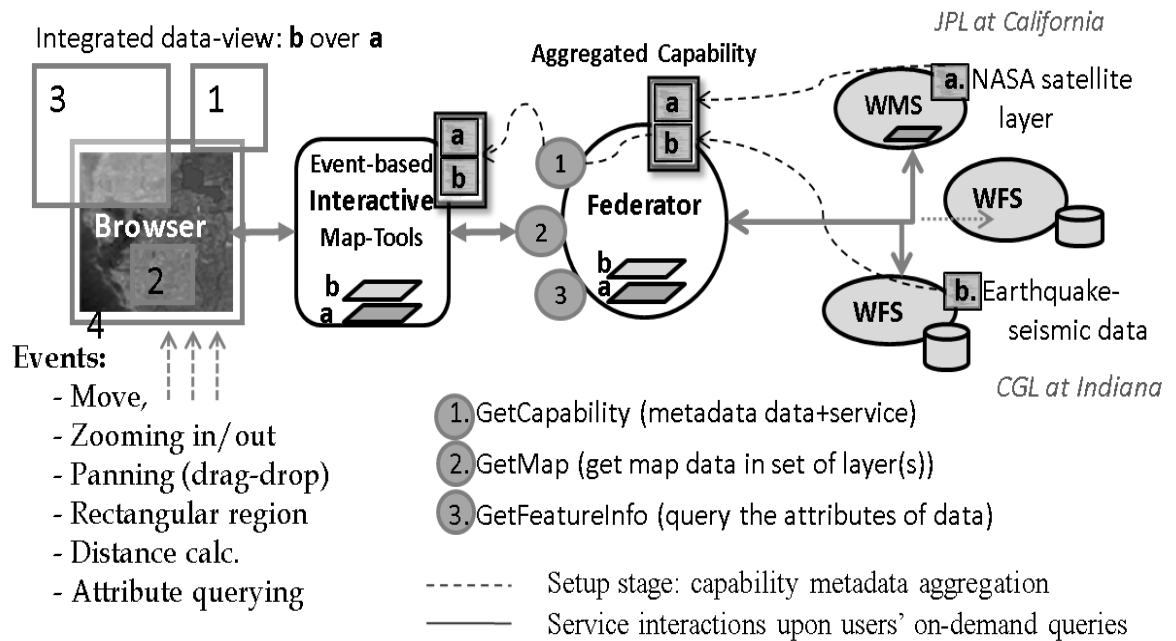 Integrated data-view: b over a
3
1
Browser
2
4
Events:
- Move,
- Zooming in/out
- Panning (drag-drop)
- Rectangular region
- Distance calc.
- Attribute querying
a
b
Event-based
Interactive
Map-Tools
b
a
Aggregated Capability
a
b
1
2
3
Federator
b
a
JPL at California
WMS
a. NASA satellite
layer
WFS
WFS
b. Earthquake-
seismic data
CGL at Indiana
1. GetCapability (metadata data+service)
2. GetMap (get map data in set of layer(s))
3. GetFeatureInfo (query the attributes of data)
Setup stage: capability metadata aggregation
Service interactions upon users' on-demand queries